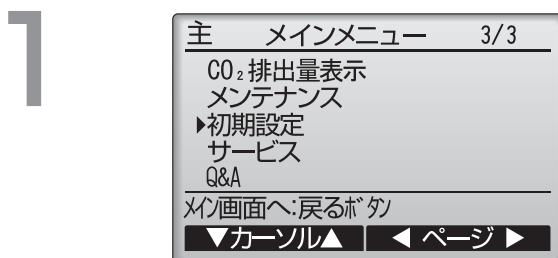 1
主 メインメニュー 3/3
CO₂排出量表示
メンテナンス
▶初期設定
サービス
Q&A
メイン画面へ:戻るボタン
▼カーソル▲ ◀ ページ ▶